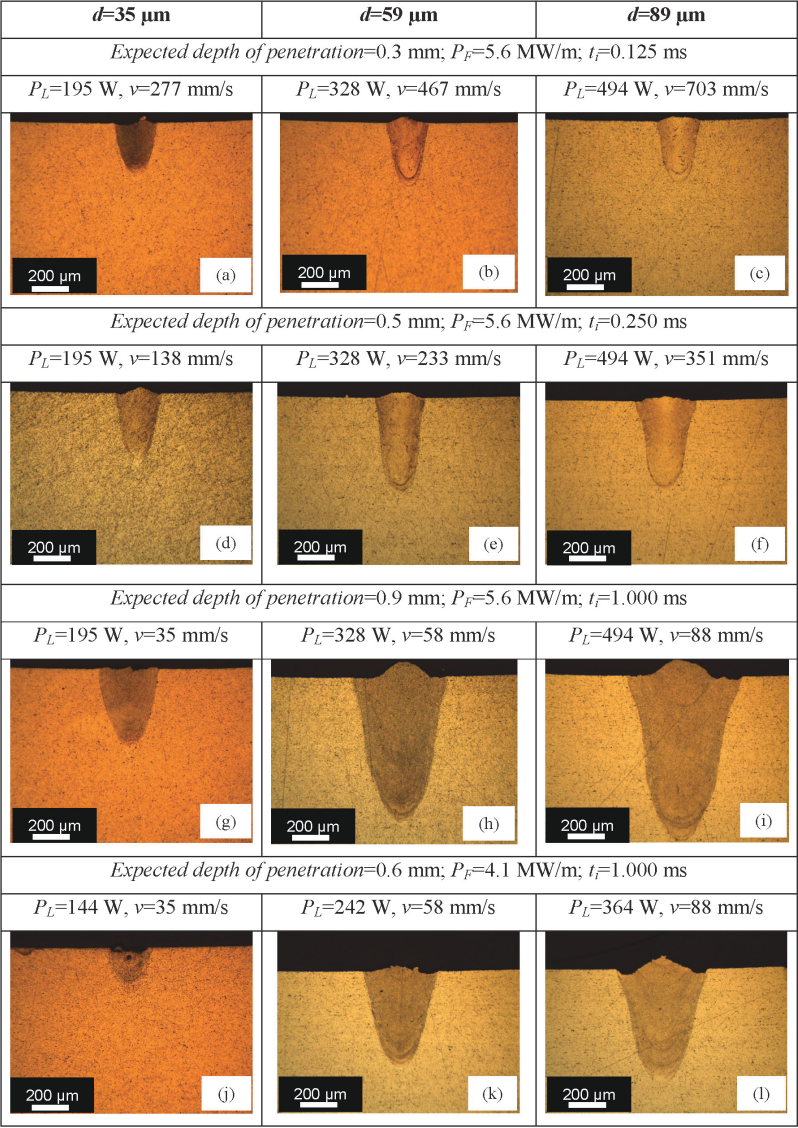 d=35 µm d=59 µm d=89 µm
Expected depth of penetration=0.3 mm; PF=5.6 MW/m; ti=0.125 ms
PL=195 W, v=277 mm/s PL=328 W, v=467 mm/s PL=494 W, v=703 mm/s
200 µm (a) 200 µm (b) 200 µm (c)
Expected depth of penetration=0.5 mm; PF=5.6 MW/m; ti=0.250 ms
PL=195 W, v=138 mm/s PL=328 W, v=233 mm/s PL=494 W, v=351 mm/s
200 µm (d) 200 µm (e) 200 µm (f)
Expected depth of penetration=0.9 mm; PF=5.6 MW/m; ti=1.000 ms
PL=195 W, v=35 mm/s PL=328 W, v=58 mm/s PL=494 W, v=88 mm/s
200 µm (g) 200 µm (h) 200 µm (i)
Expected depth of penetration=0.6 mm; PF=4.1 MW/m; ti=1.000 ms
PL=144 W, v=35 mm/s PL=242 W, v=58 mm/s PL=364 W, v=88 mm/s
200 µm (j) 200 µm (k) 200 µm (l)